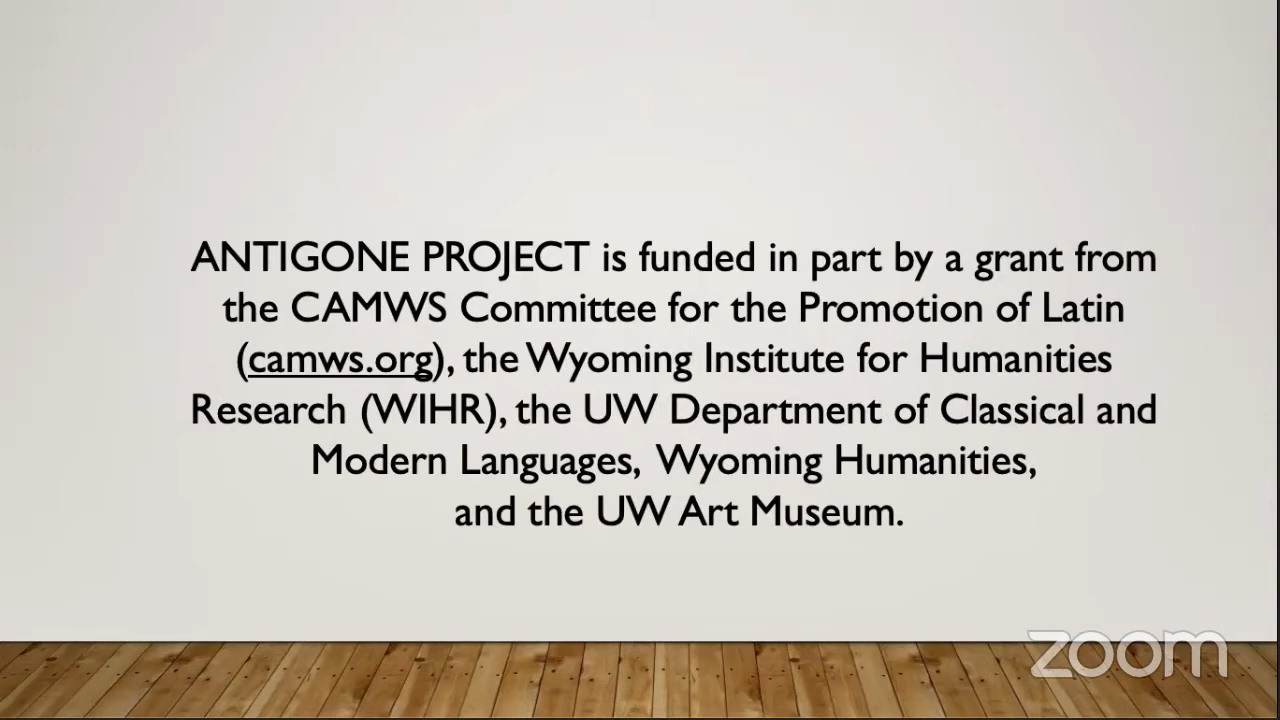 ANTIGONE PROJECT is funded in part by a grant from
the CAMWS Committee for the Promotion of Latin
(camws.org), the Wyoming Institute for Humanities
Research (WIHR), the UW Department of Classical and
Modern Languages, Wyoming Humanities,
and the UW Art Museum.
zoom